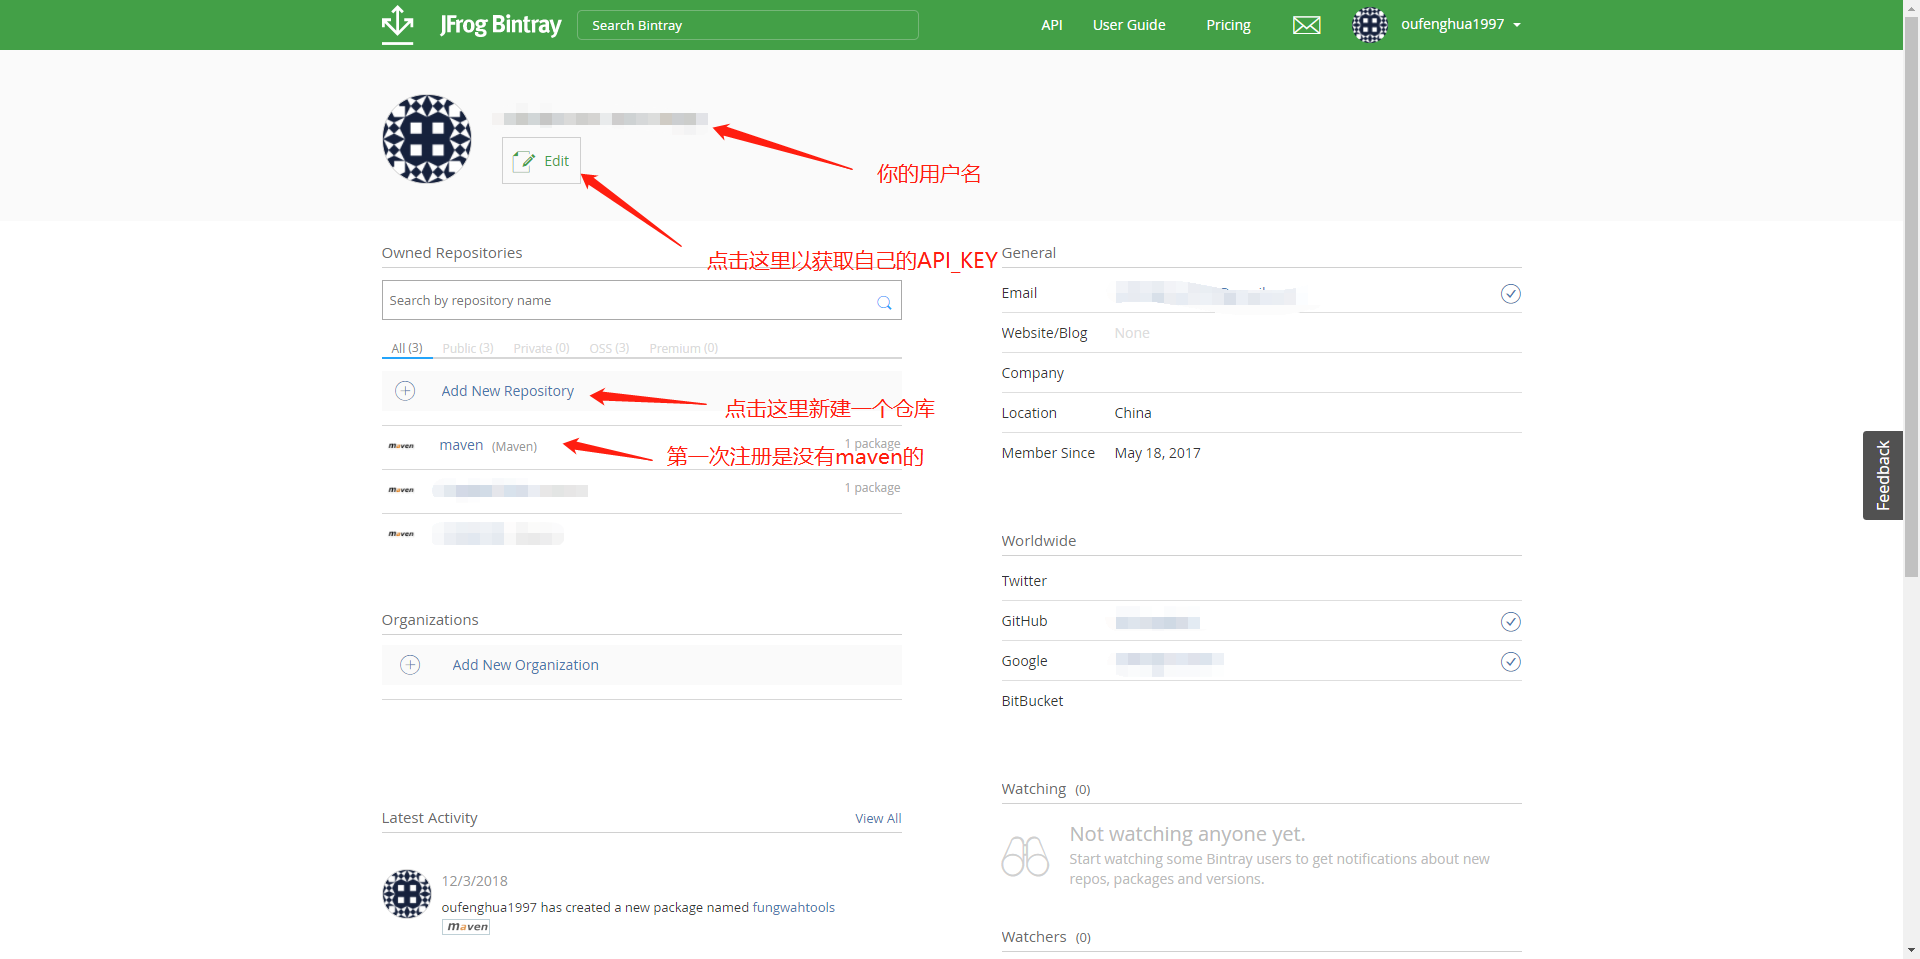 JFrog Bintray
Search Bintray
API
User Guide
Pricing
oufenghua1997
Edit
你的用户名
点击这里以获取自己的API_KEY
Owned Repositories
Search by repository name
All (3)
Public (3)
Private (0)
OSS (3)
Premium (0)
Add New Repository
点击这里新建一个仓库
maven
maven (Maven)
1 package
第一次注册是没有maven的
maven
1 package
maven
Organizations
Add New Organization
Latest Activity
View All
12/3/2018
oufenghua1997 has created a new package named fungwahtools
maven
General
Email
Website/Blog
None
Company
Location
China
Member Since
May 18, 2017
Worldwide
Twitter
GitHub
Google
BitBucket
Watching (0)
Not watching anyone yet.
Start watching some Bintray users to get notifications about new
repos, packages and versions.
Watchers (0)
Feedback